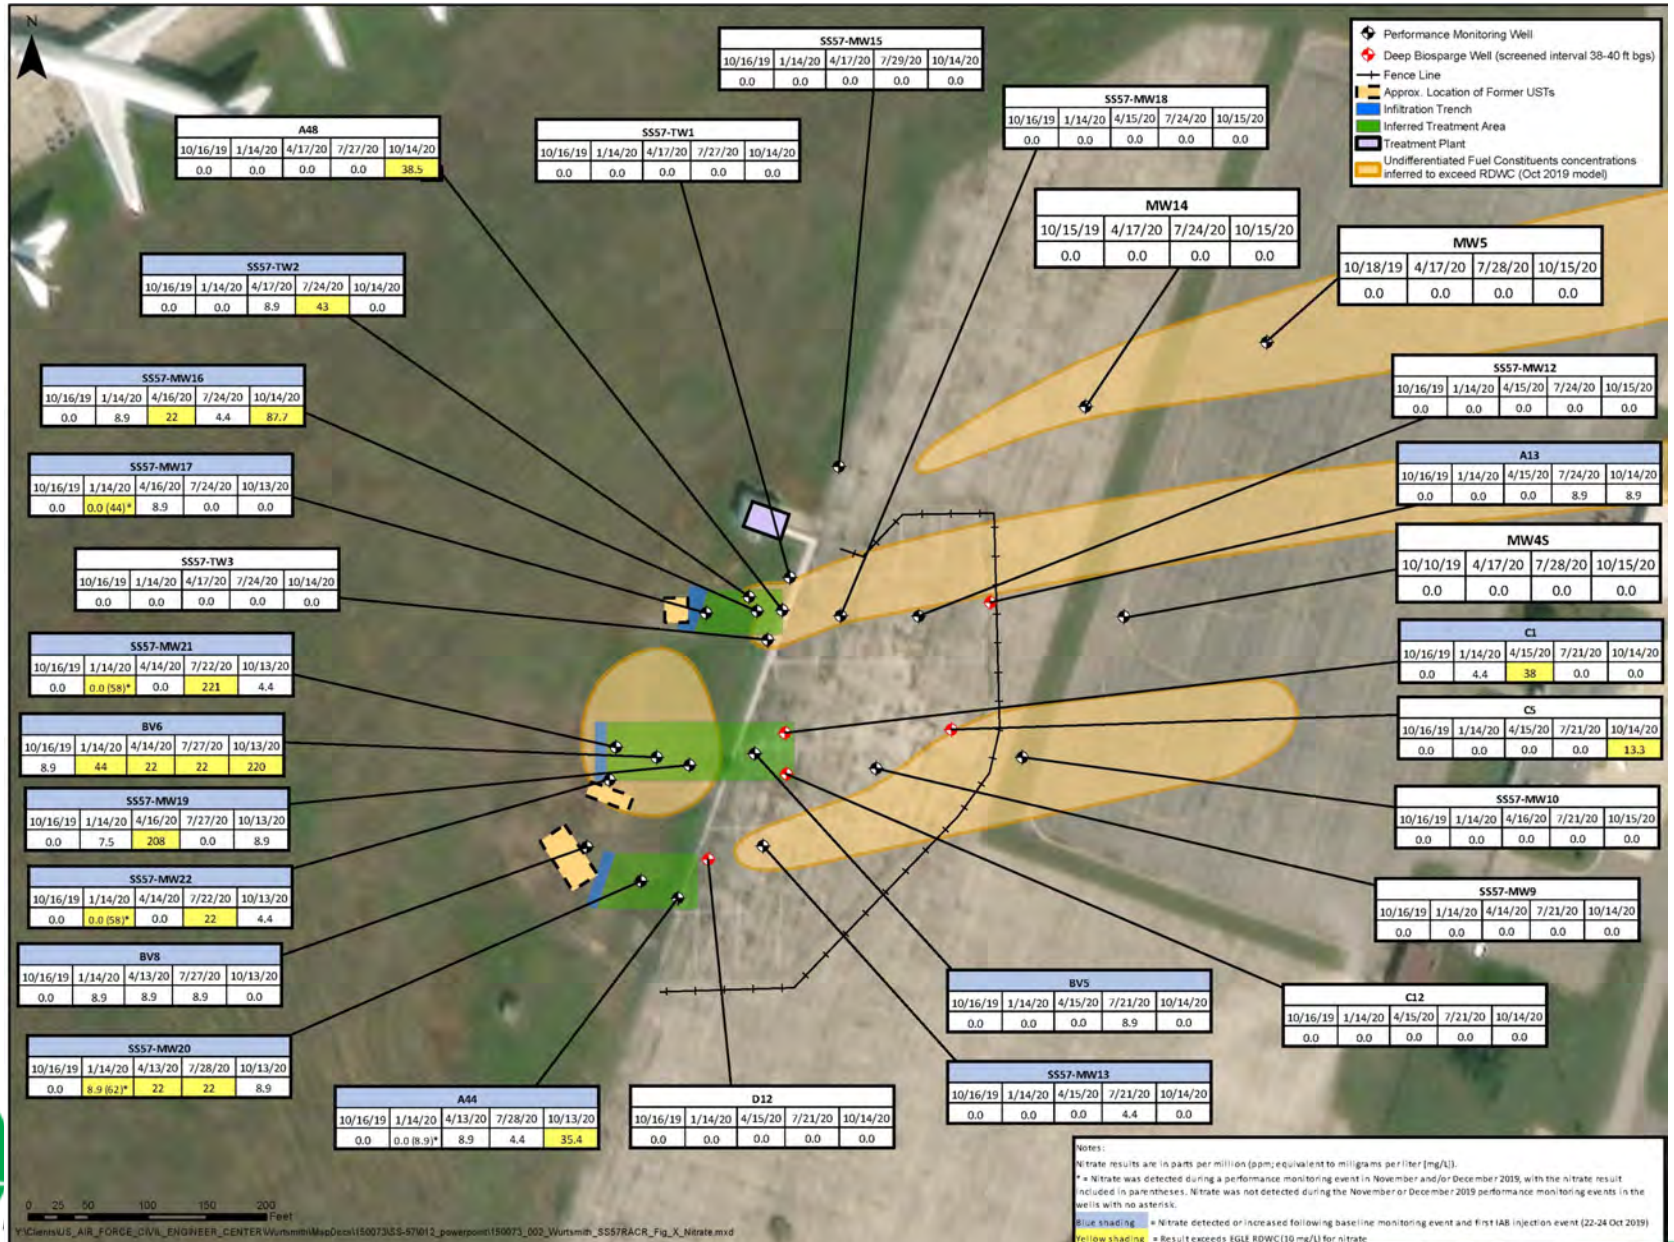 N
Performance Monitoring Well
Deep Biosparge Well (screened interval 38-40 ft bgs)
Fence Line
Approx. Location of Former USTs
Infiltration Trench
Inferred Treatment Area
Treatment Plant
Undifferentiated Fuel Constituents concentrations
inferred to exceed RDWC (Oct 2019 model)
SS57-MW15
10/16/19 1/14/20 4/17/20 7/29/20 10/14/20
0.0 0.0 0.0 0.0 0.0
SS57-MW18
10/16/19 1/14/20 4/15/20 7/24/20 10/15/20
0.0 0.0 0.0 0.0 0.0
A48
10/16/19 1/14/20 4/17/20 7/27/20 10/14/20
0.0 0.0 0.0 0.0 38.5
SS57-TW1
10/16/19 1/14/20 4/17/20 7/27/20 10/14/20
0.0 0.0 0.0 0.0 0.0
MW14
10/15/19 4/17/20 7/24/20 10/15/20
0.0 0.0 0.0 0.0
MW5
10/18/19 4/17/20 7/28/20 10/15/20
0.0 0.0 0.0 0.0
SS57-TW2
10/16/19 1/14/20 4/17/20 7/24/20 10/14/20
0.0 0.0 8.9 43 0.0
SS57-MW16
10/16/19 1/14/20 4/16/20 7/24/20 10/14/20
0.0 8.9 22 4.4 87.7
SS57-MW12
10/16/19 1/14/20 4/15/20 7/24/20 10/15/20
0.0 0.0 0.0 0.0 0.0
SS57-MW17
10/16/19 1/14/20 4/16/20 7/24/20 10/13/20
0.0 0.0 (44)* 8.9 0.0 0.0
A13
10/16/19 1/14/20 4/15/20 7/24/20 10/14/20
0.0 0.0 0.0 8.9 8.9
SS57-TW3
10/16/19 1/14/20 4/17/20 7/24/20 10/14/20
0.0 0.0 0.0 0.0 0.0
MW4S
10/10/19 4/17/20 7/28/20 10/15/20
0.0 0.0 0.0 0.0
SS57-MW21
10/16/19 1/14/20 4/14/20 7/22/20 10/13/20
0.0 0.0 (58)* 0.0 221 4.4
C1
10/16/19 1/14/20 4/15/20 7/21/20 10/14/20
0.0 4.4 38 0.0 0.0
BV6
10/16/19 1/14/20 4/14/20 7/27/20 10/13/20
8.9 44 22 22 220
C5
10/16/19 1/14/20 4/15/20 7/21/20 10/14/20
0.0 0.0 0.0 0.0 13.3
SS57-MW19
10/16/19 1/14/20 4/16/20 7/27/20 10/13/20
0.0 7.5 208 0.0 8.9
SS57-MW10
10/16/19 1/14/20 4/16/20 7/21/20 10/15/20
0.0 0.0 0.0 0.0 0.0
SS57-MW22
10/16/19 1/14/20 4/14/20 7/22/20 10/13/20
0.0 0.0 (58)* 0.0 22 4.4
SS57-MW9
10/16/19 1/14/20 4/14/20 7/21/20 10/14/20
0.0 0.0 0.0 0.0 0.0
BV8
10/16/19 1/14/20 4/13/20 7/27/20 10/13/20
0.0 8.9 8.9 8.9 0.0
BV5
10/16/19 1/14/20 4/15/20 7/21/20 10/14/20
0.0 0.0 0.0 8.9 0.0
C12
10/16/19 1/14/20 4/15/20 7/21/20 10/14/20
0.0 0.0 0.0 0.0 0.0
SS57-MW20
10/16/19 1/14/20 4/13/20 7/28/20 10/13/20
0.0 8.9 (62)* 22 22 8.9
SS57-MW13
10/16/19 1/14/20 4/15/20 7/21/20 10/14/20
0.0 0.0 0.0 4.4 0.0
A44
10/16/19 1/14/20 4/13/20 7/28/20 10/13/20
0.0 0.0 (8.9)* 8.9 4.4 35.4
D12
10/16/19 1/14/20 4/15/20 7/21/20 10/14/20
0.0 0.0 0.0 0.0 0.0
Notes:
Nitrate results are in parts per million (ppm; equivalent to milligrams per liter [mg/L]).
* = Nitrate was detected during a performance monitoring event in November and/or December 2019, with the nitrate result
included in parentheses. Nitrate was not detected during the November or December 2019 performance monitoring events in the
wells with no asterisk.
Blue shading = Nitrate detected or increased following baseline monitoring event and first IAB injection event (22-24 Oct 2019)
Yellow shading = Result exceeds EGLE RDWC (10 mg/L) for nitrate
0 25 50 100 150 200
Feet
Y:\Clients\US_AIR_FORCE_CIVIL_ENGINEER_CENTER\Wurtsmith\MapDocs\150073\SS-57\012_powerpoint\150073_002_Wurtsmith_SS57RACR_Fig_X_Nitrate.mxd